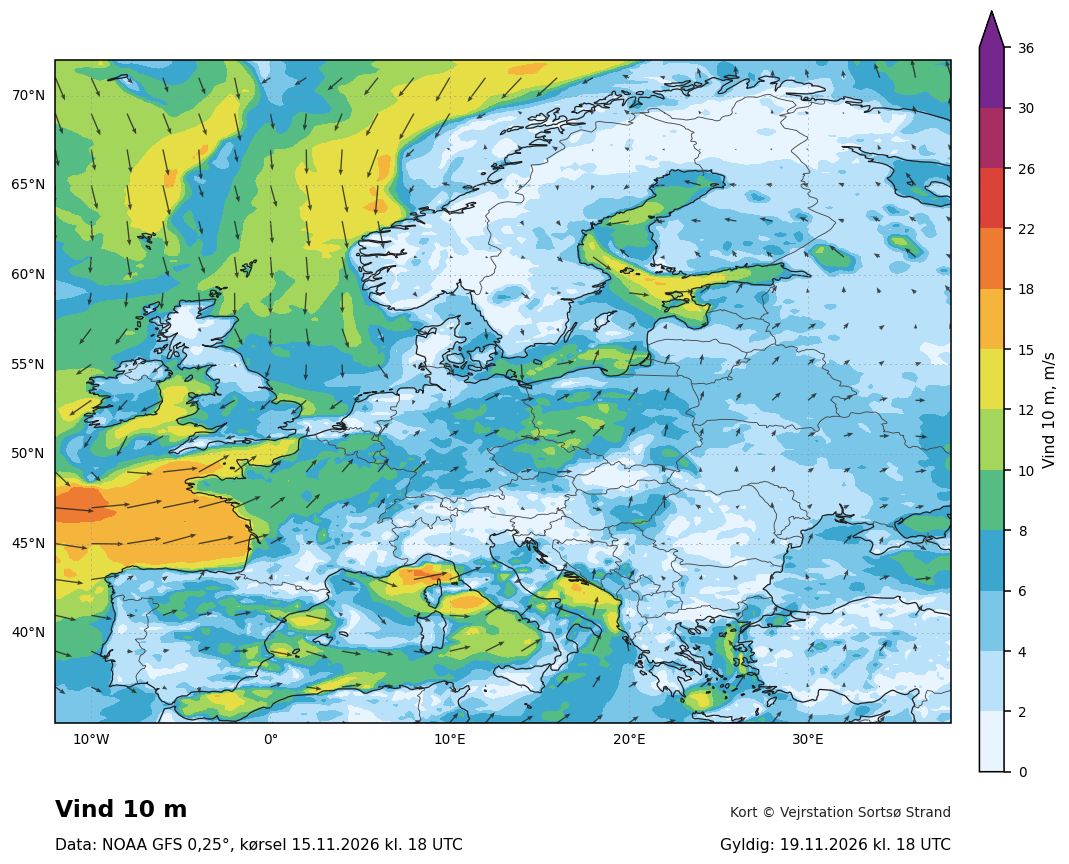 36
30
26
22
18
15
12
10
8
6
4
2
0
Vind 10 m, m/s
70°N
65°N
60°N
55°N
50°N
45°N
40°N
10°W
0°
10°E
20°E
30°E
Vind 10 m
Kort © Vejrstation Sortsø Strand
Data: NOAA GFS 0,25°, kørsel 15.11.2026 kl. 18 UTC
Gyldig: 19.11.2026 kl. 18 UTC